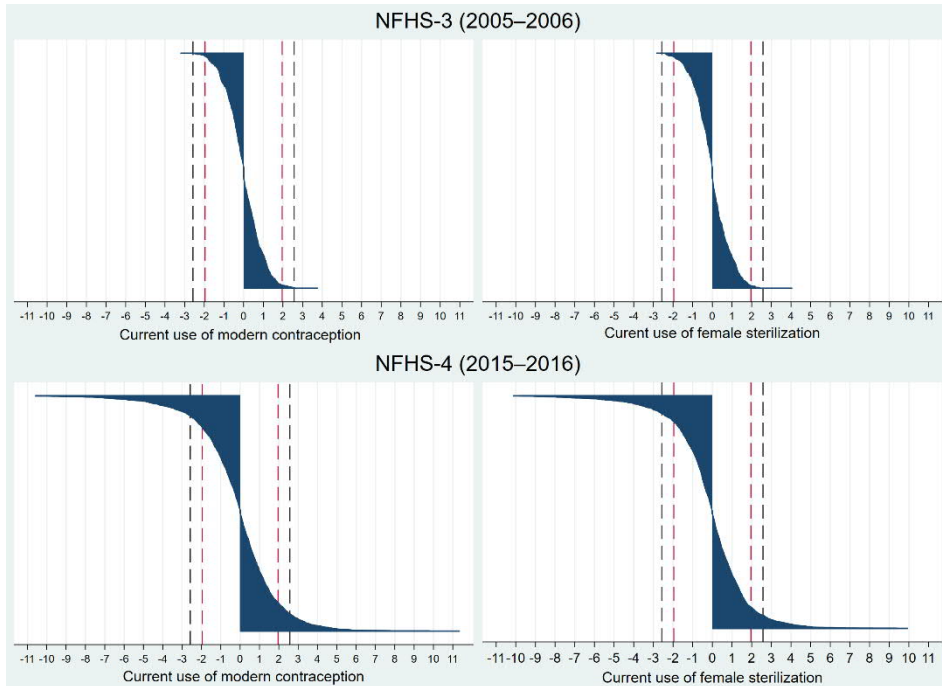 NFHS-3 (2005–2006)
-11 -10 -9 -8 -7 -6 -5 -4 -3 -2 -1 0 1 2 3 4 5 6 7 8 9 10 11
Current use of modern contraception
-11 -10 -9 -8 -7 -6 -5 -4 -3 -2 -1 0 1 2 3 4 5 6 7 8 9 10 11
Curent use of female sterilization
NFHS-4 (2015–2016)
-11 -10 -9 -8 -7 -6 -5 -4 -3 -2 -1 0 1 2 3 4 5 6 7 8 9 10 11
Current use of modern contraception
-11 -10 -9 -8 -7 -6 -5 -4 -3 -2 -1 0 1 2 3 4 5 6 7 8 9 10 11
Current use of female sterilization